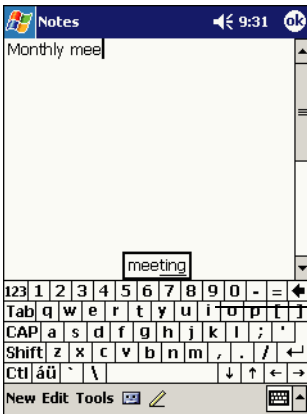 Notes 9:31 ok
Monthly mee
meeting
123 1 2 3 4 5 6 7 8 9 0 - = 
Tab q w e r t y u i o p [ ]
CAP a s d f g h j k l ; '
Shift z x c v b n m , . /
Ctl áü ` \
New Edit Tools